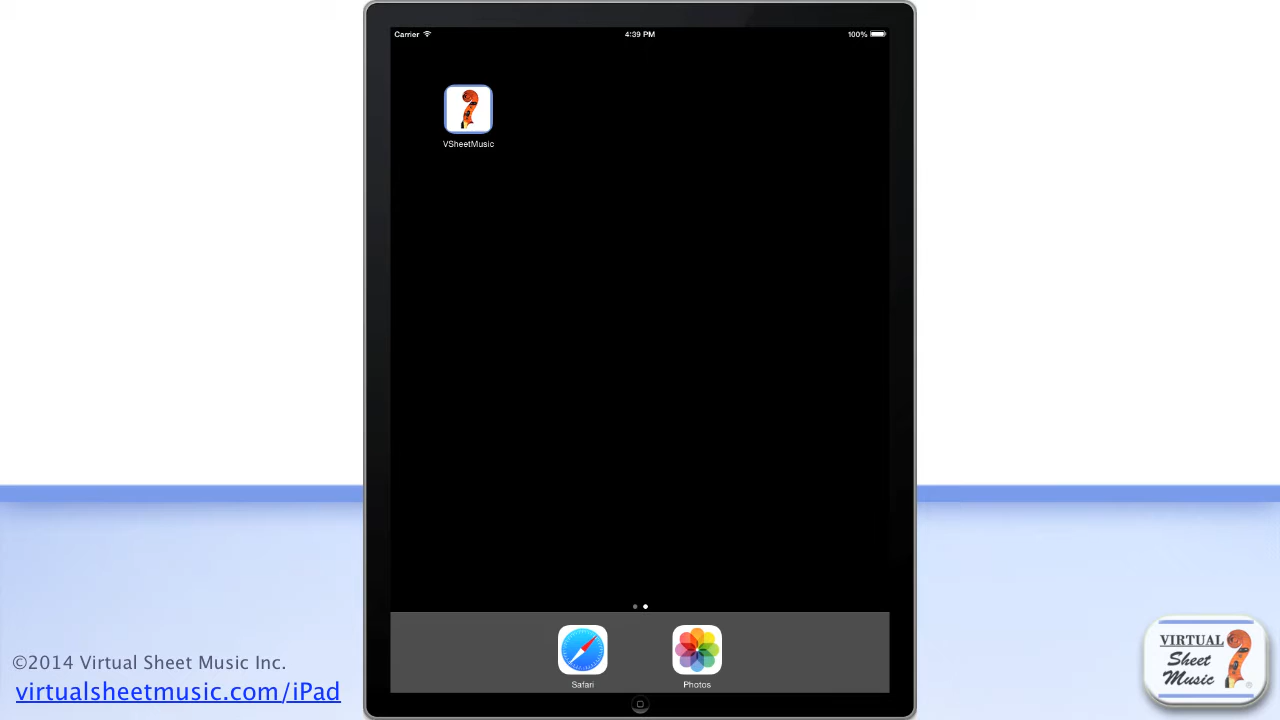 Carrier 4:39 PM 100%
VSheetMusic
Safari Photos
©2014 Virtual Sheet Music Inc.
virtualsheetmusic.com/iPad
VIRTUAL
Sheet
Music ®